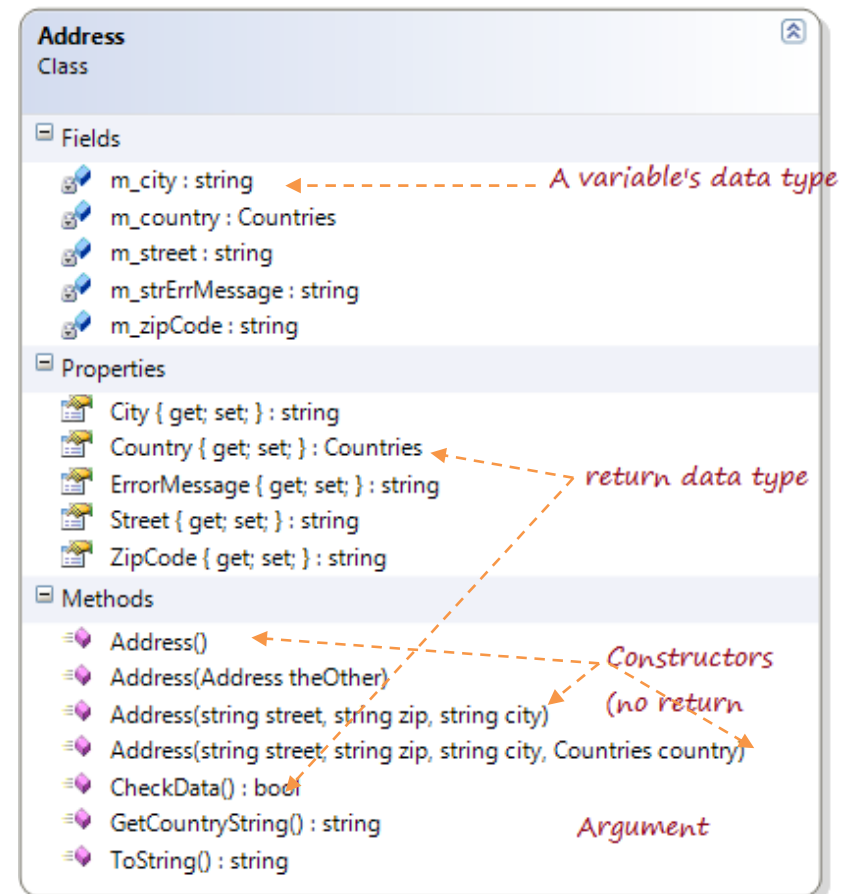 Address
Class
Fields
m_city : string
A variable's data type
m_country : Countries
m_street : string
m_strErrMessage : string
m_zipCode : string
Properties
City { get; set; } : string
Country { get; set; } : Countries
return data type
ErrorMessage { get; set; } : string
Street { get; set; } : string
ZipCode { get; set; } : string
Methods
Address()
Constructors
Address(Address theOther)
(no return
Address(string street, string zip, string city)
Address(string street, string zip, string city, Countries country)
CheckData() : bool
GetCountryString() : string
Argument
ToString() : string